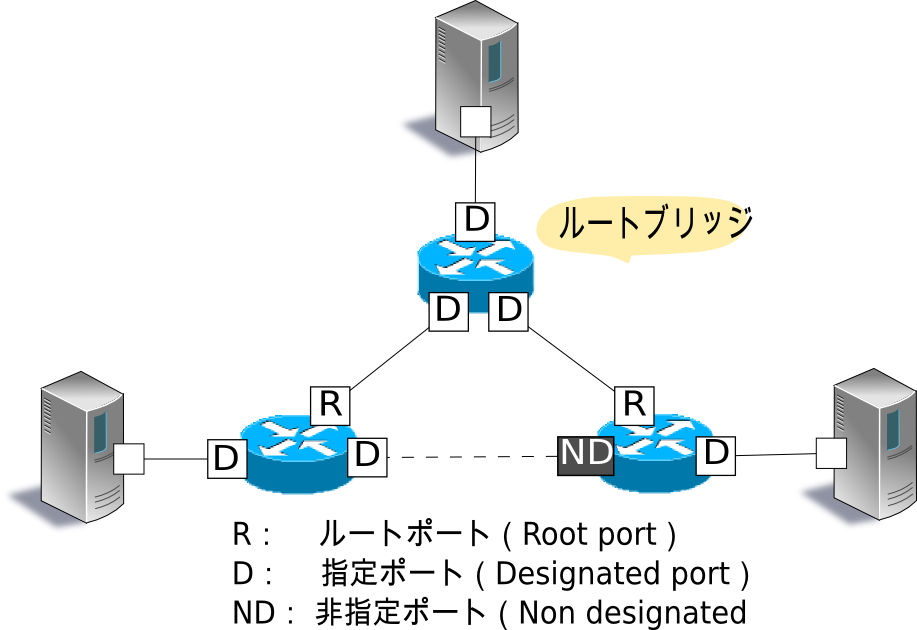 D
ルートブリッジ
D D
R R
D D ND D
R： ルートポート ( Root port )
D： 指定ポート ( Designated port )
ND： 非指定ポート ( Non designated